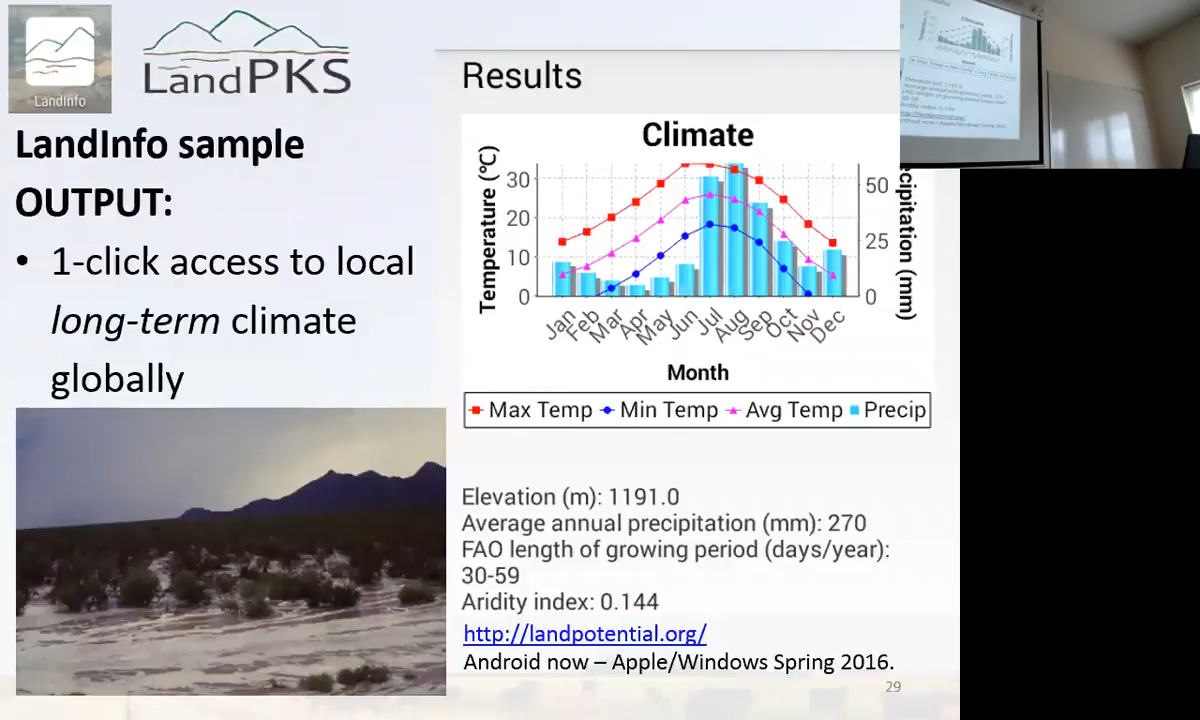 LandInfo
LandPKS
LandInfo sample
OUTPUT:
• 1-click access to local
long-term climate
globally
Results
Climate
Temperature (°C)
30
20
10
0
50
25
0
cipitation (mm)
Jan
Feb
Mar
Apr
May
Jun
Jul
Aug
Sep
Oct
Nov
Dec
Month
Max Temp Min Temp Avg Temp Precip
Elevation (m): 1191.0
Average annual precipitation (mm): 270
FAO length of growing period (days/year):
30-59
Aridity index: 0.144
http://landpotential.org/
Android now – Apple/Windows Spring 2016.
29
Climate